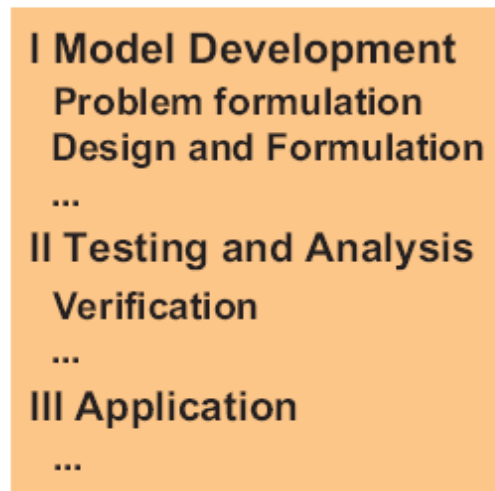 I Model Development
Problem formulation
Design and Formulation
...
II Testing and Analysis
Verification
...
III Application
...